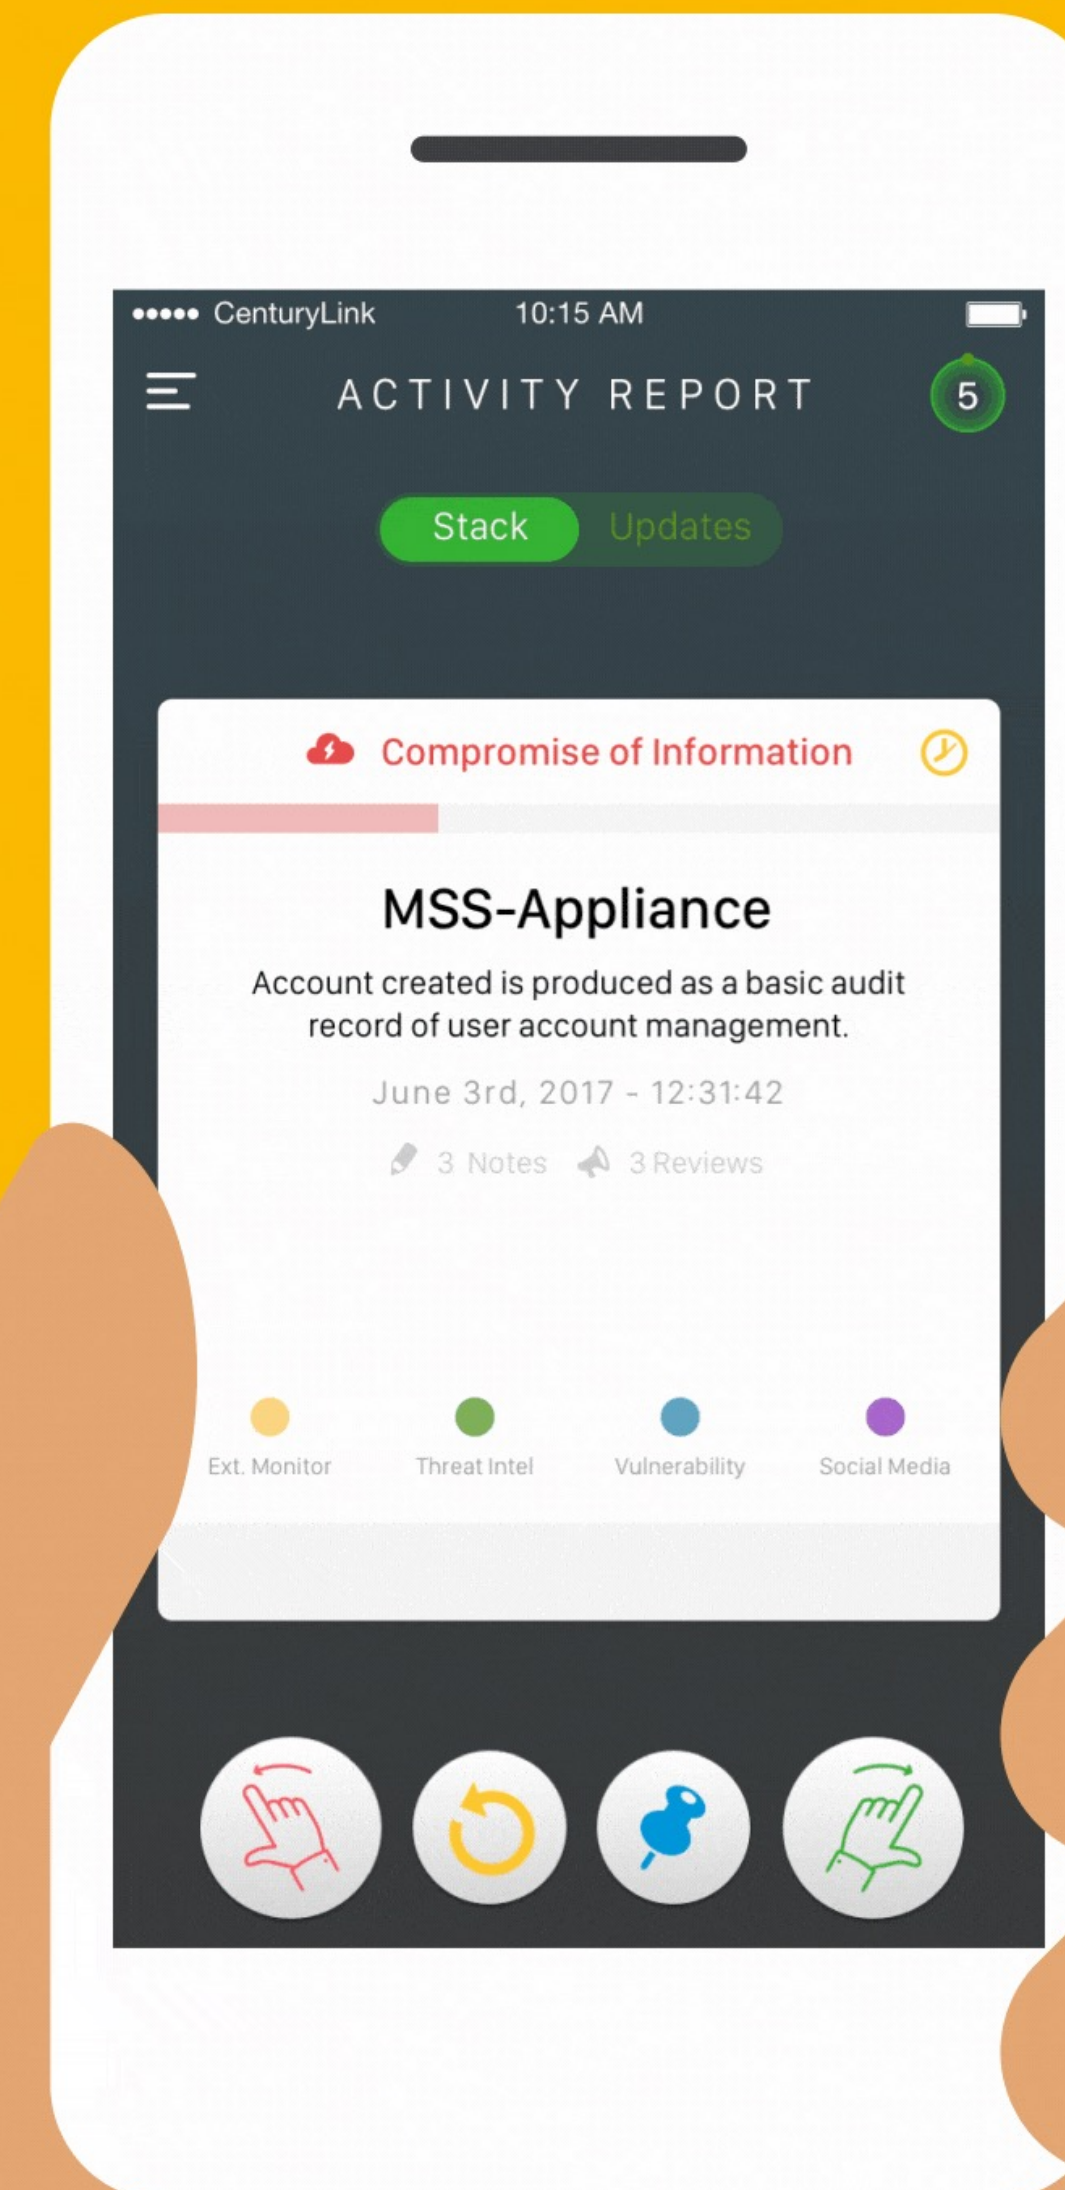 CenturyLink 10:15 AM
ACTIVITY REPORT 5
Stack Updates
Compromise of Information
MSS-Appliance
Account created is produced as a basic audit
record of user account management.
June 3rd, 2017 - 12:31:42
3 Notes 3 Reviews
Ext. Monitor Threat Intel Vulnerability Social Media